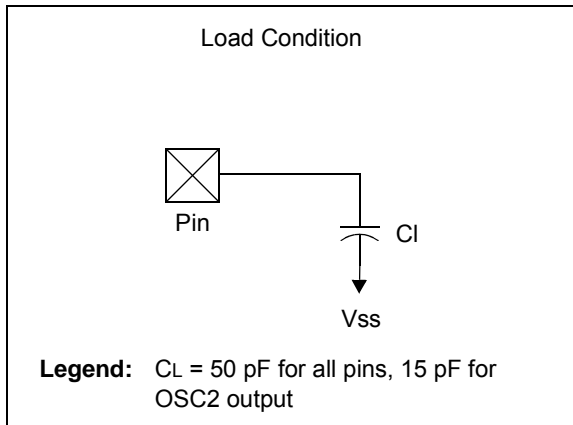 Load Condition
Pin
Cl
Vss
Legend: CL = 50 pF for all pins, 15 pF for
OSC2 output